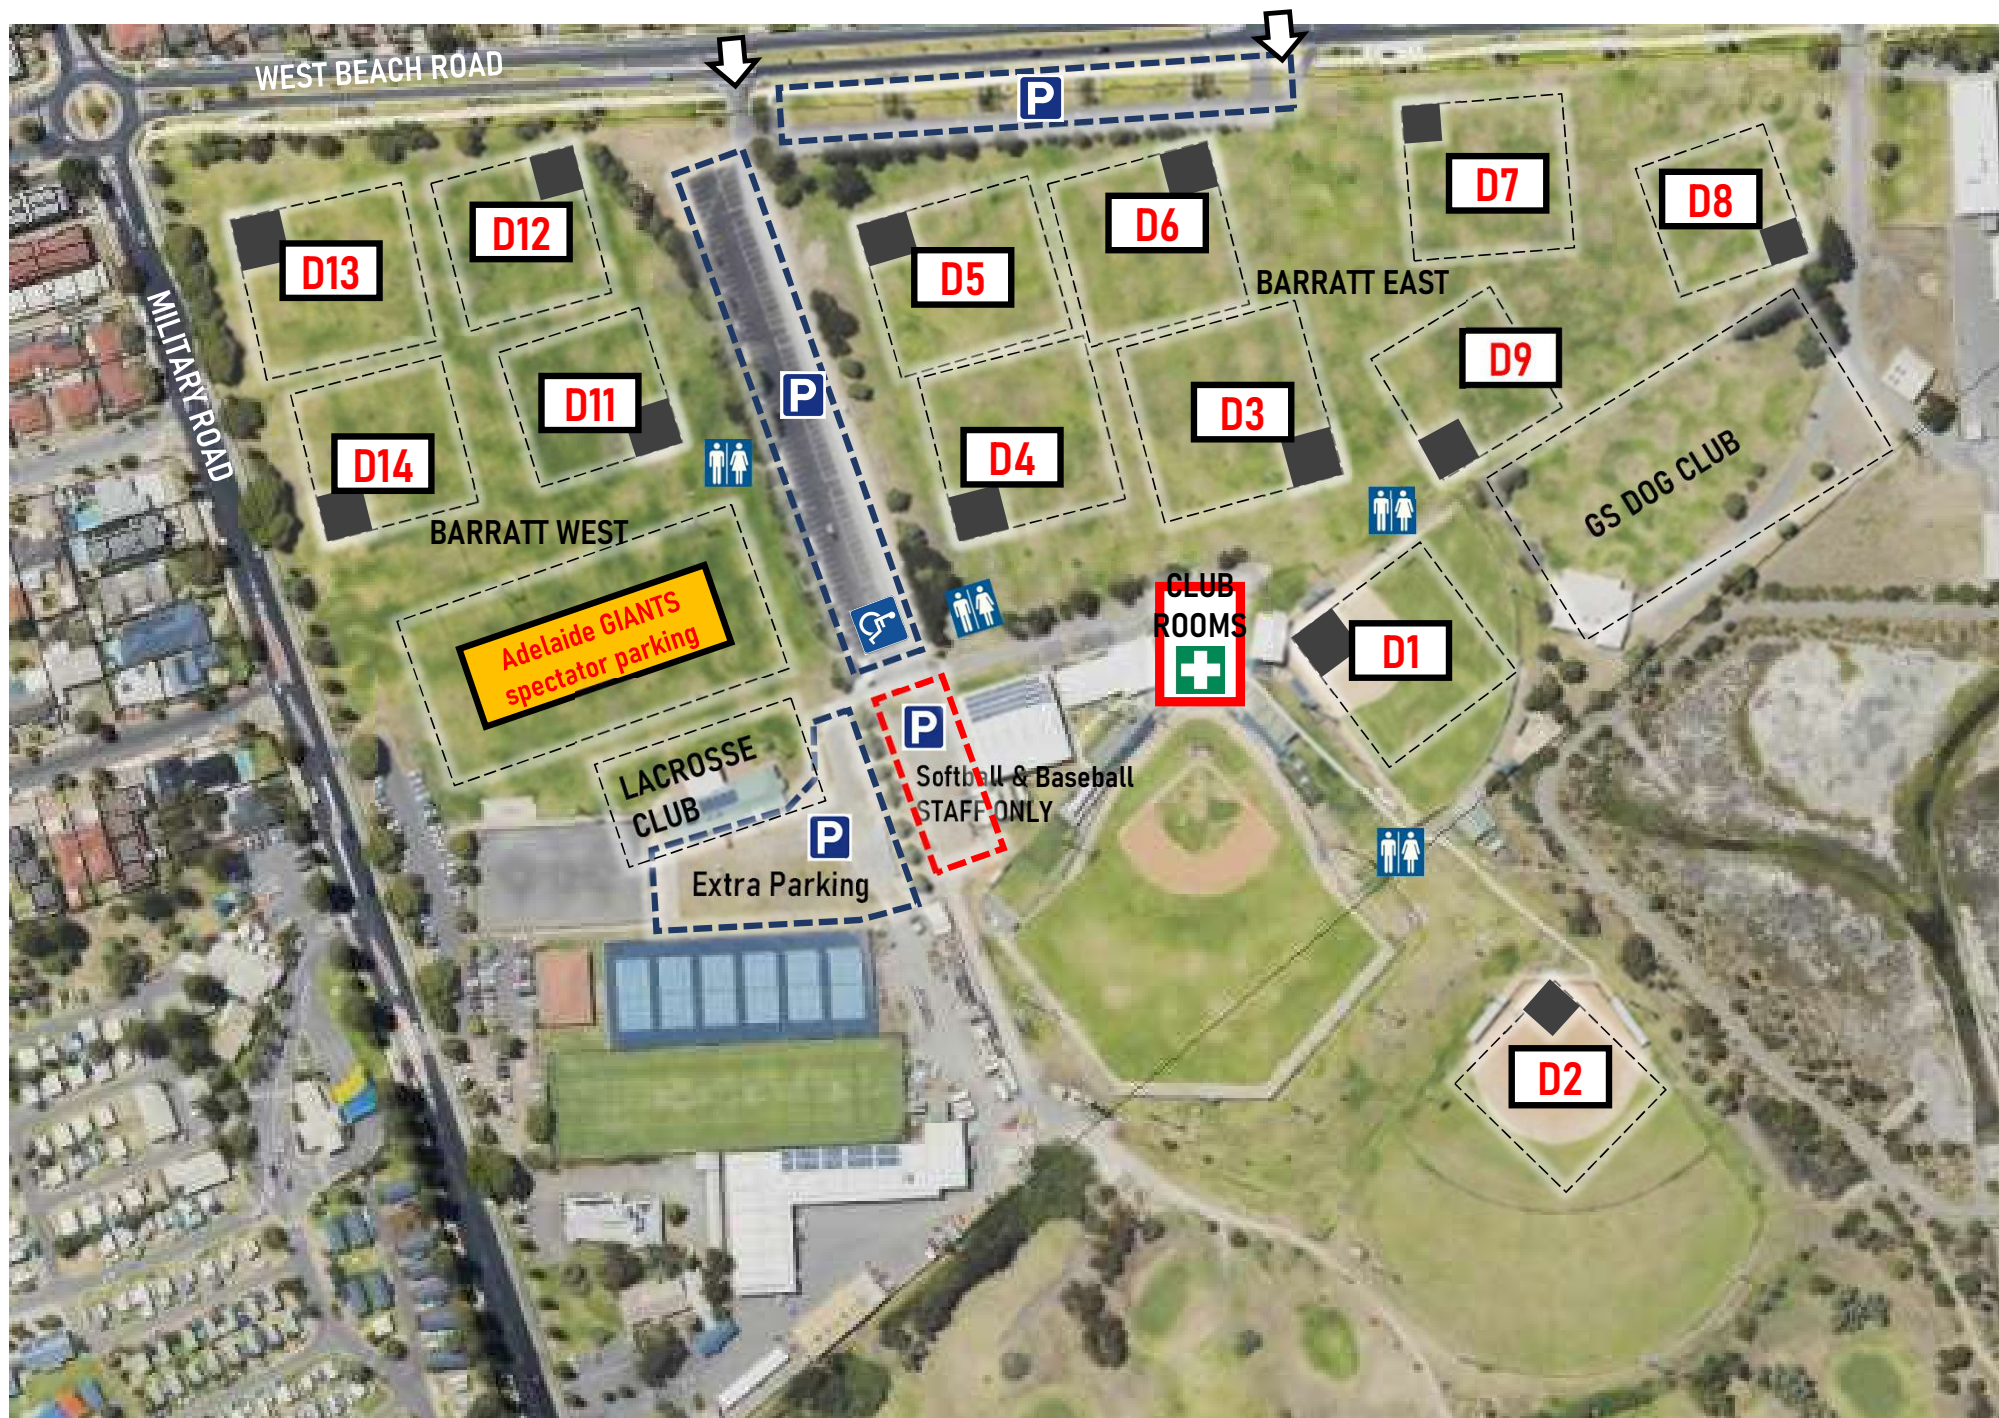 WEST BEACH ROAD
P
D7
D8
D12
D6
D13
D5
BARRATT EAST
MILITARY ROAD
D9
P
D11
D3
D14
D4
GS DOG CLUB
BARRATT WEST
CLUB
ROOMS
Adelaide GIANTS
spectator parking
D1
P
LACROSSE
CLUB
Softball & Baseball
STAFF ONLY
P
Extra Parking
D2